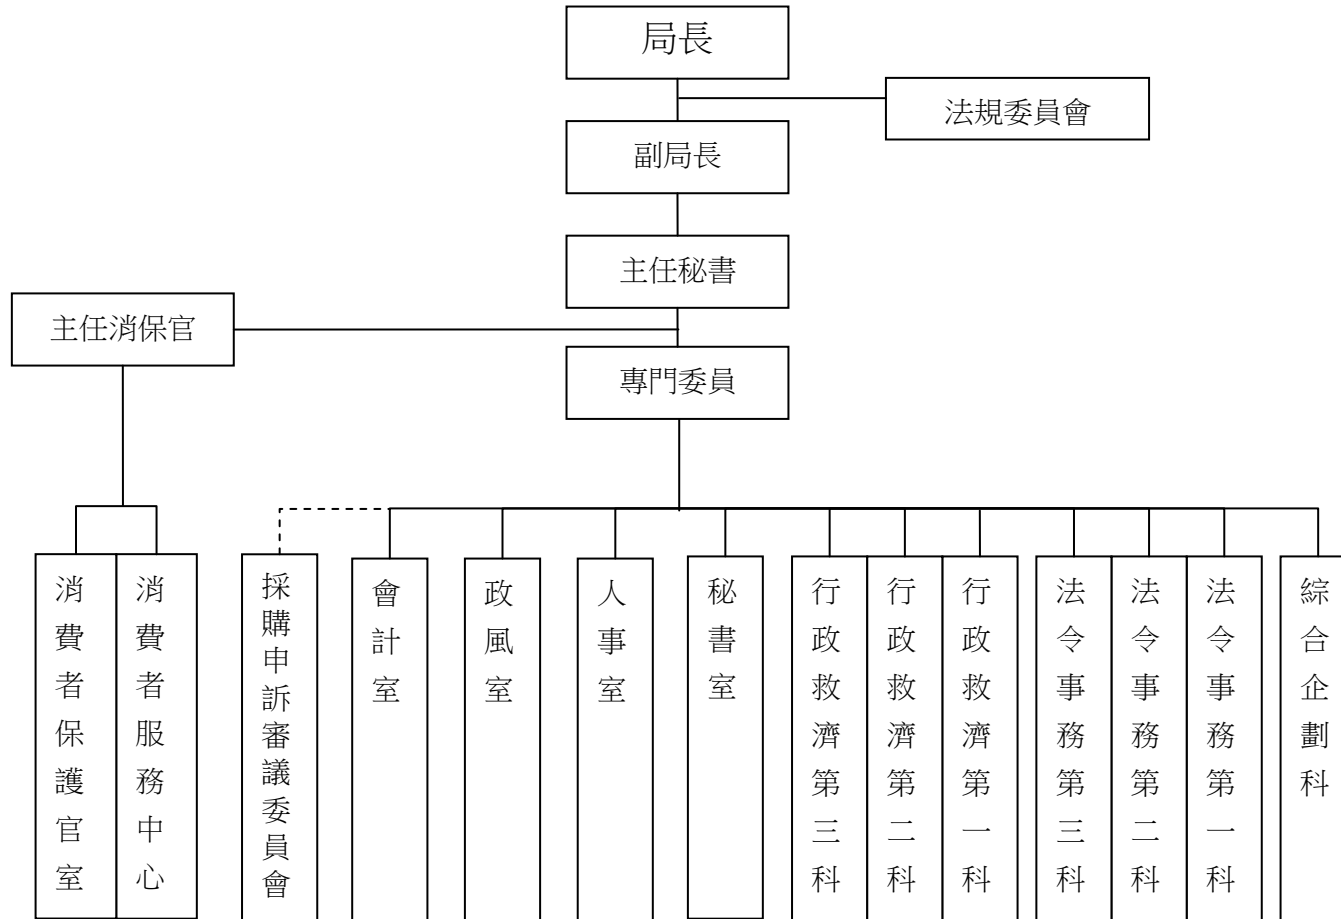 局長
法規委員會
副局長
主任秘書
主任消保官
專門委員
消費者保護官室
消費者服務中心
採購申訴審議委員會
會計室
政風室
人事室
秘書室
行政救濟第三科
行政救濟第二科
行政救濟第一科
法令事務第三科
法令事務第二科
法令事務第一科
綜合企劃科